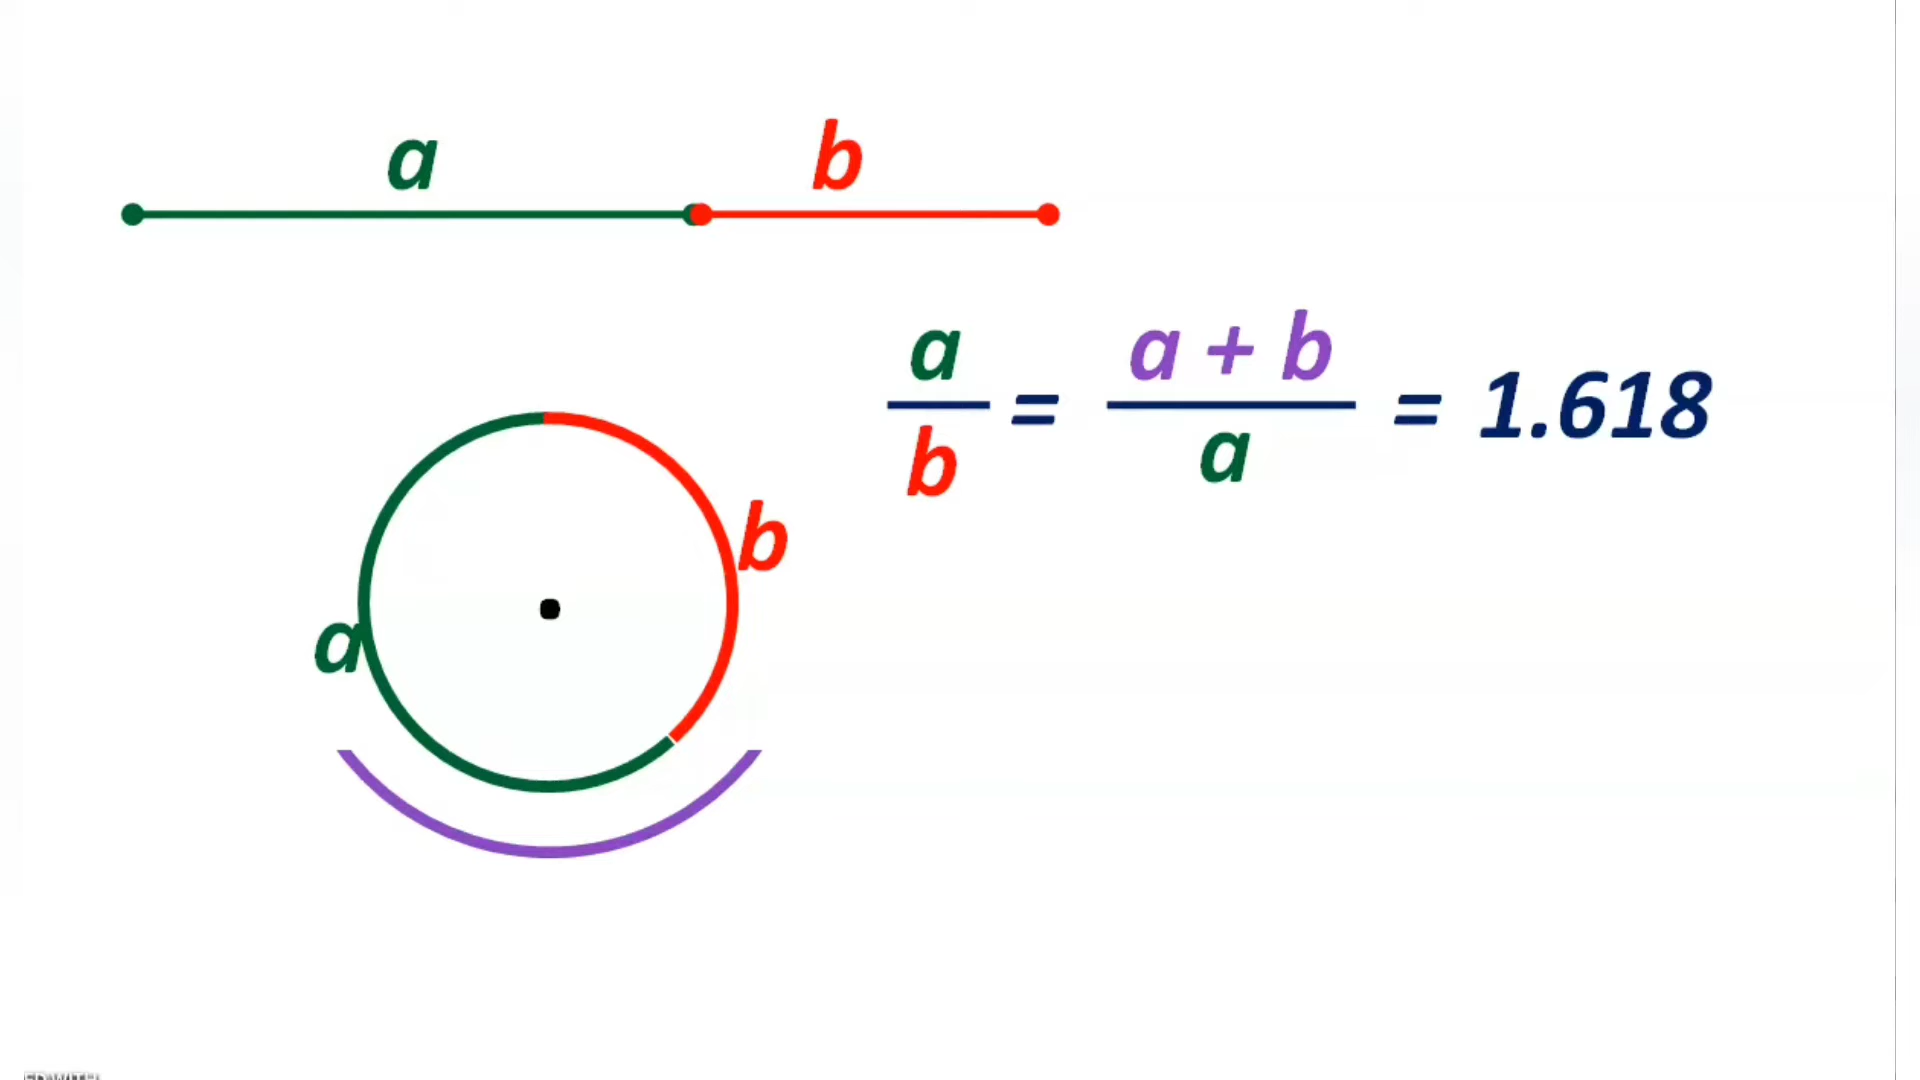 a b
a/b = (a + b)/a = 1.618
b
a